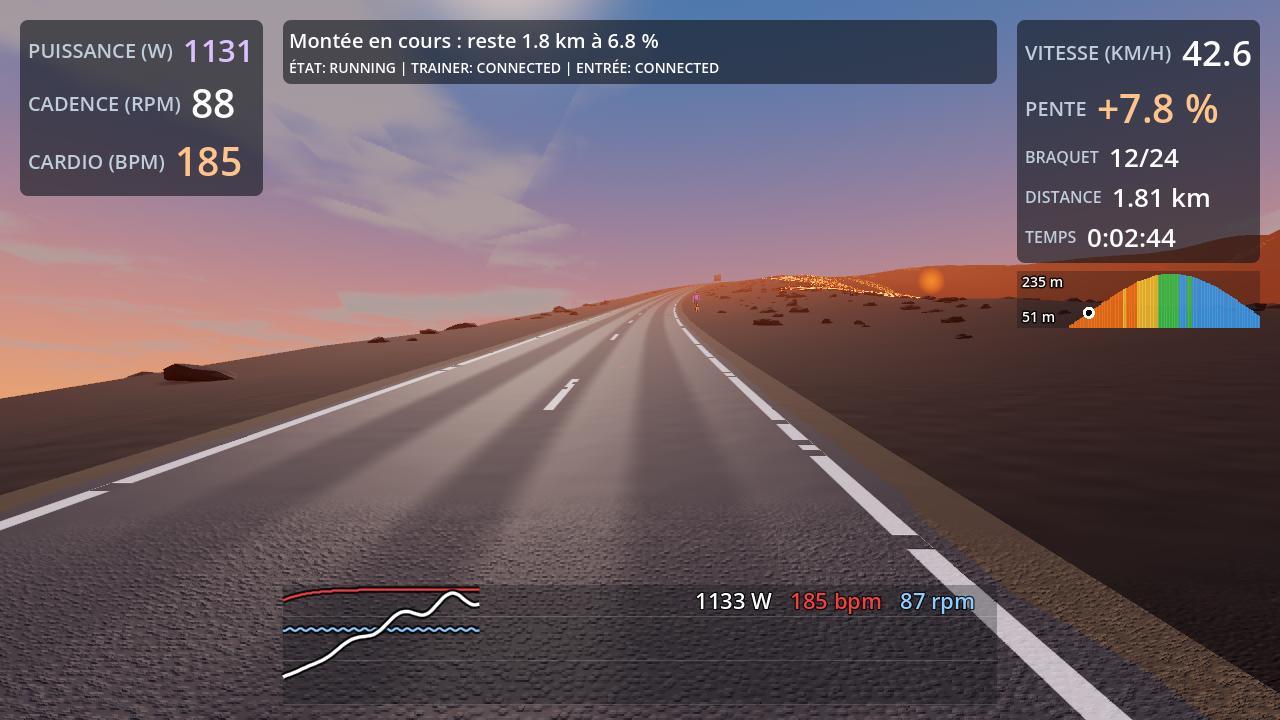 PUISSANCE (W) 1131
CADENCE (RPM) 88
CARDIO (BPM) 185
Montée en cours : reste 1.8 km à 6.8 %
ÉTAT: RUNNING | TRAINER: CONNECTED | ENTRÉE: CONNECTED
VITESSE (KM/H) 42.6
PENTE +7.8 %
BRAQUET 12/24
DISTANCE 1.81 km
TEMPS 0:02:44
235 m
51 m
1133 W 185 bpm 87 rpm